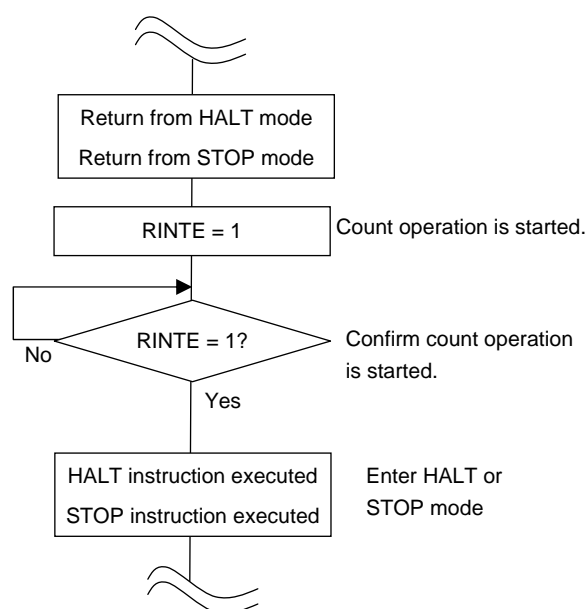 Return from HALT mode
Return from STOP mode
RINTE = 1
Count operation is started.
RINTE = 1?
Confirm count operation
is started.
No
Yes
HALT instruction executed
STOP instruction executed
Enter HALT or
STOP mode